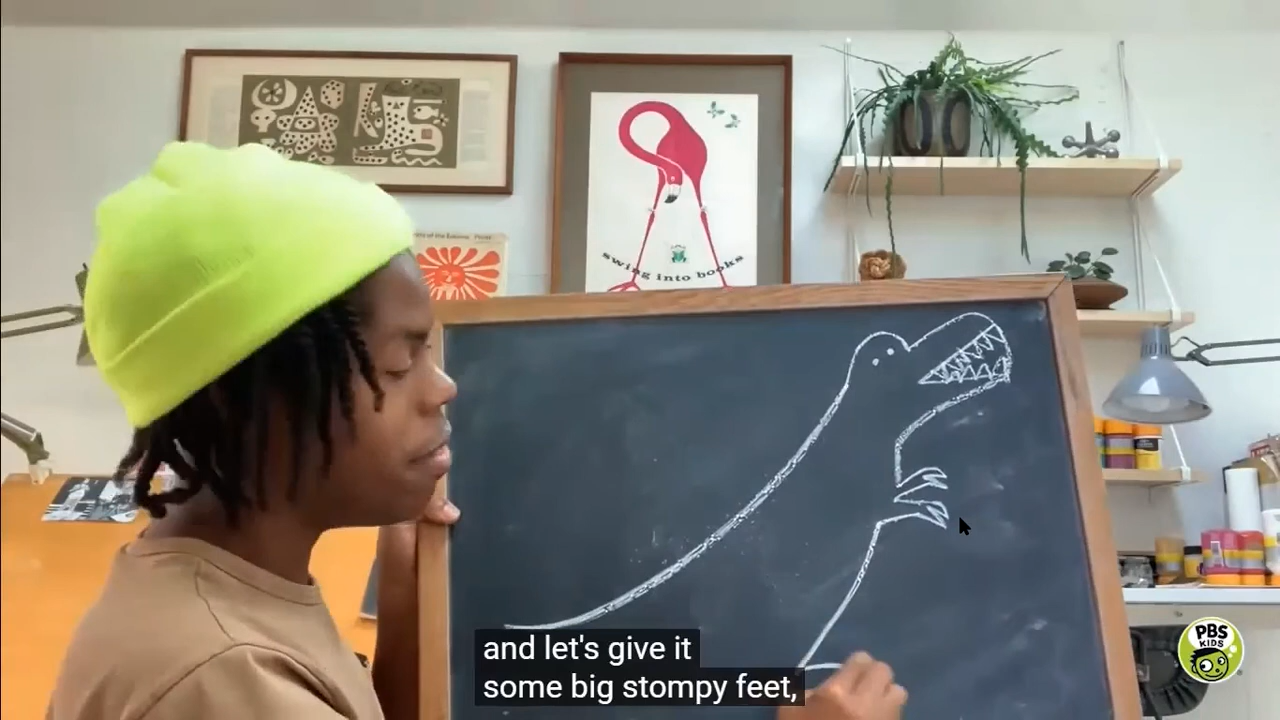 swing into books
and let's give it
some big stompy feet,
PBS
KIDS